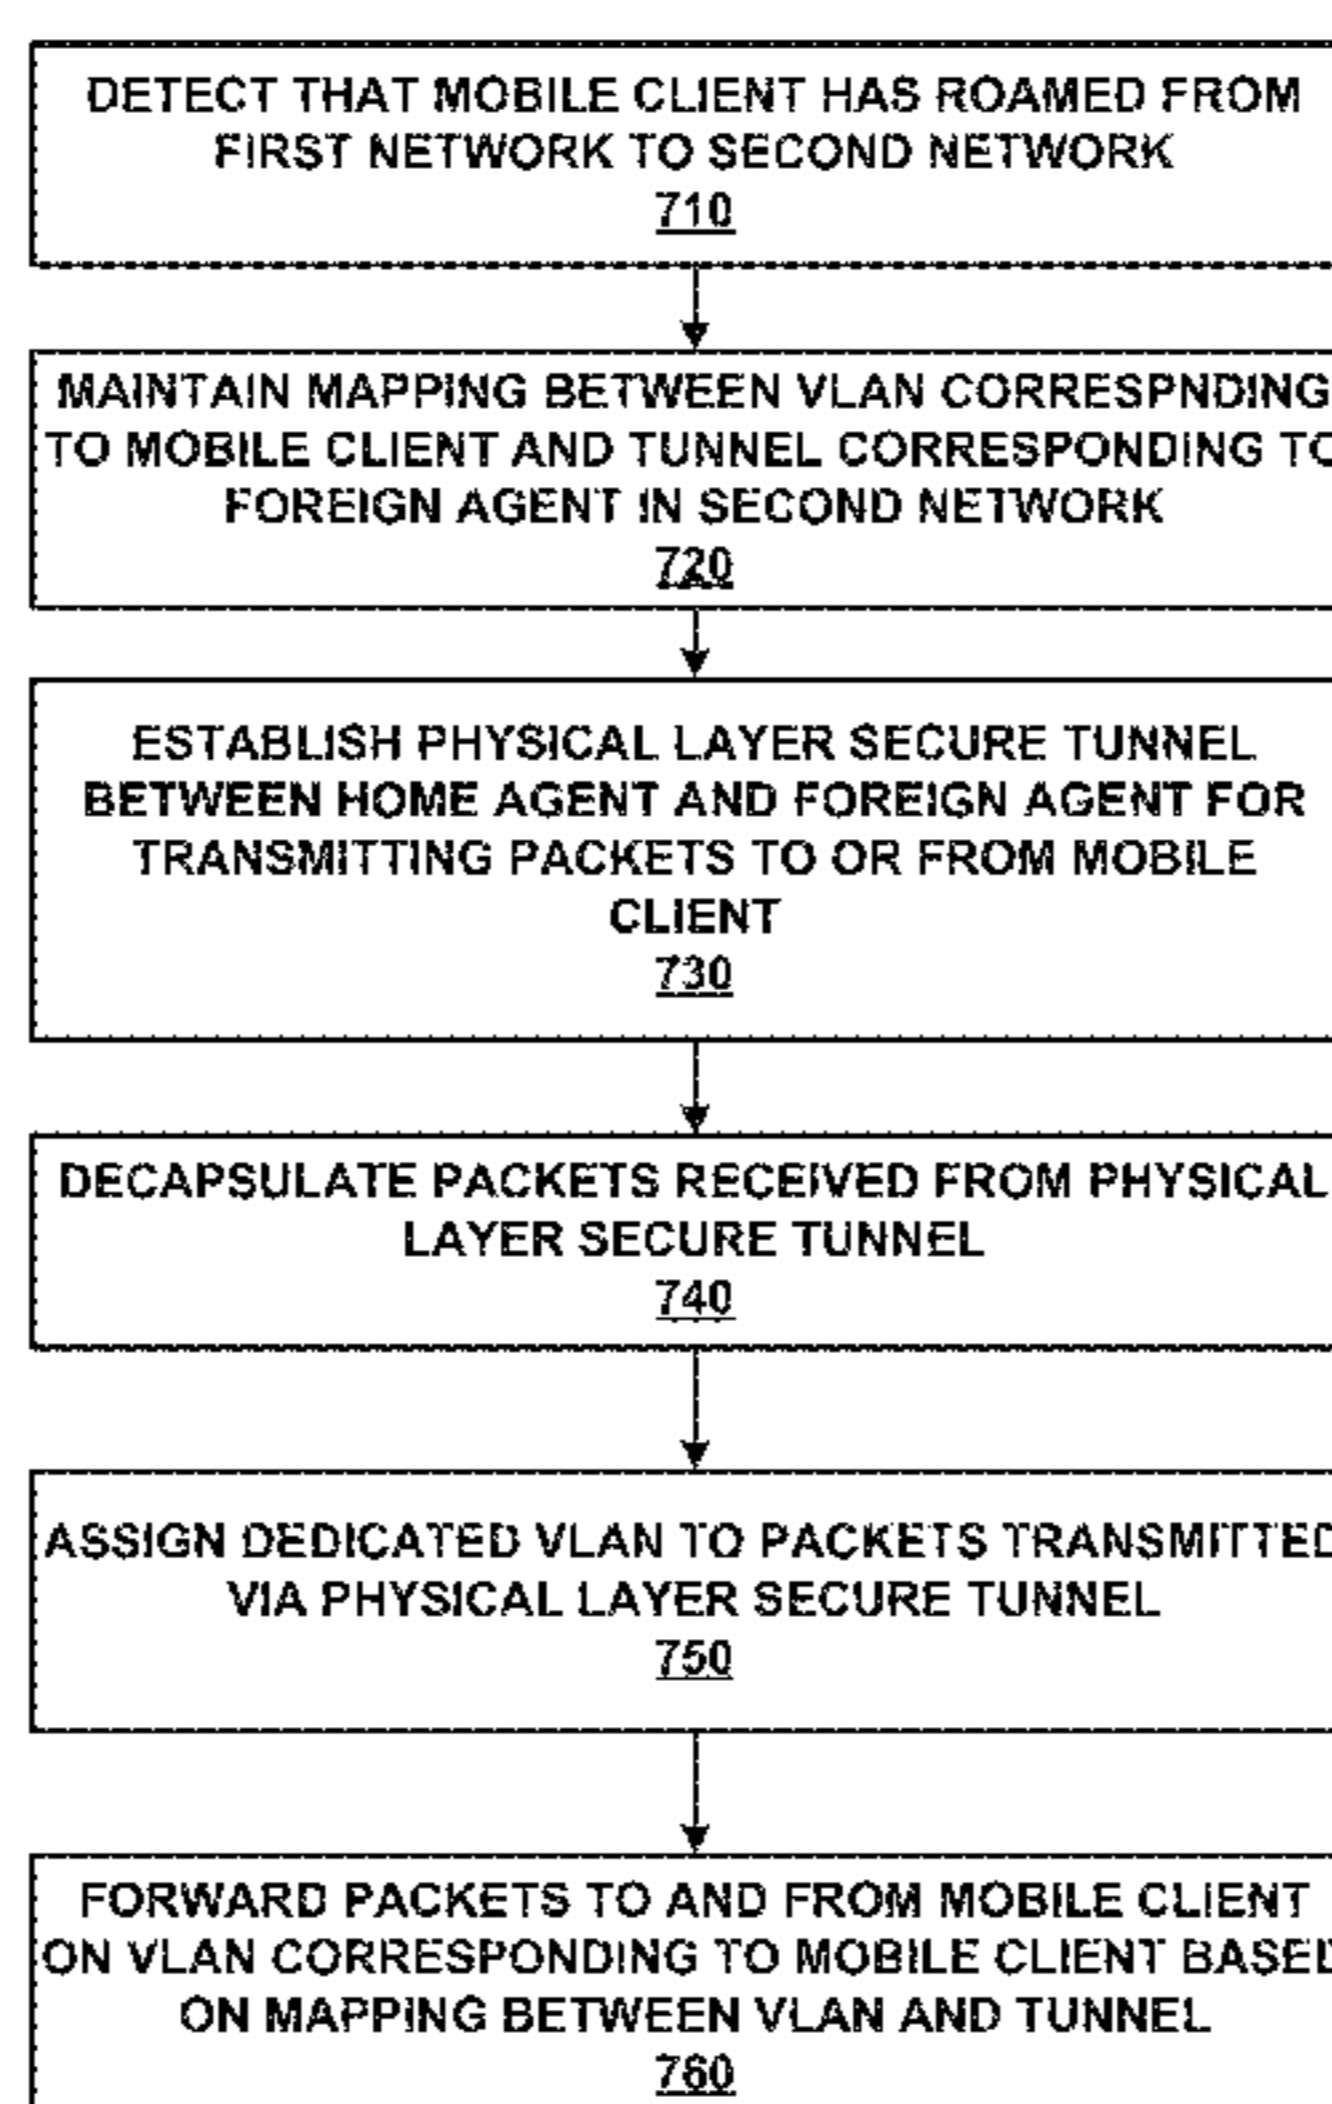 DETECT THAT MOBILE CLIENT HAS ROAMED FROM
FIRST NETWORK TO SECOND NETWORK
710
MAINTAIN MAPPING BETWEEN VLAN CORRESPNDING
TO MOBILE CLIENT AND TUNNEL CORRESPONDING TO
FOREIGN AGENT IN SECOND NETWORK
720
ESTABLISH PHYSICAL LAYER SECURE TUNNEL
BETWEEN HOME AGENT AND FOREIGN AGENT FOR
TRANSMITTING PACKETS TO OR FROM MOBILE
CLIENT
730
DECAPSULATE PACKETS RECEIVED FROM PHYSICAL
LAYER SECURE TUNNEL
740
ASSIGN DEDICATED VLAN TO PACKETS TRANSMITTED
VIA PHYSICAL LAYER SECURE TUNNEL
750
FORWARD PACKETS TO AND FROM MOBILE CLIENT
ON VLAN CORRESPONDING TO MOBILE CLIENT BASED
ON MAPPING BETWEEN VLAN AND TUNNEL
760